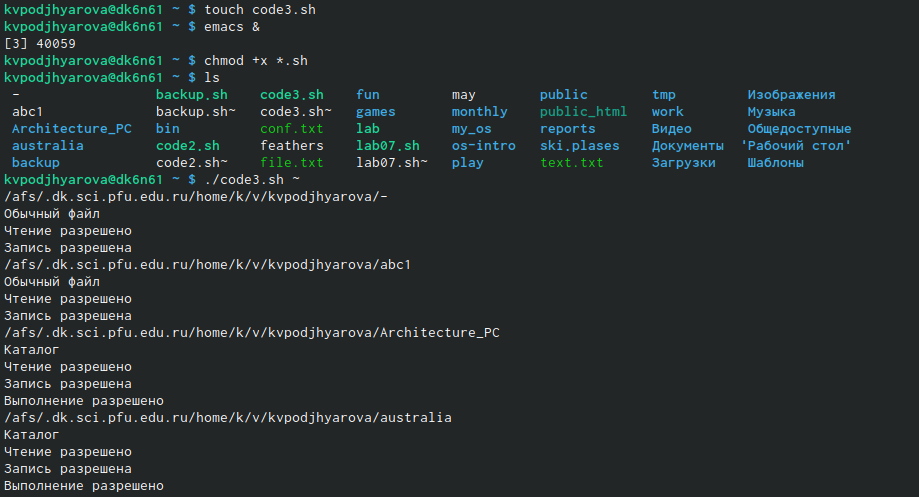 kvpodjhyarova@dk6n61 ~ $ touch code3.sh
kvpodjhyarova@dk6n61 ~ $ emacs &
[3] 40059
kvpodjhyarova@dk6n61 ~ $ chmod +x *.sh
kvpodjhyarova@dk6n61 ~ $ ls
- backup.sh code3.sh fun may public tmp Изображения
abc1 backup.sh~ code3.sh~ games monthly public_html work Музыка
Architecture_PC bin conf.txt lab my_os reports Видео Общедоступные
australia code2.sh feathers lab07.sh os-intro ski.plases Документы 'Рабочий стол'
backup code2.sh~ file.txt lab07.sh~ play text.txt Загрузки Шаблоны
kvpodjhyarova@dk6n61 ~ $ ./code3.sh ~
/afs/.dk.sci.pfu.edu.ru/home/k/v/kvpodjhyarova/-
Обычный файл
Чтение разрешено
Запись разрешена
/afs/.dk.sci.pfu.edu.ru/home/k/v/kvpodjhyarova/abc1
Обычный файл
Чтение разрешено
Запись разрешена
/afs/.dk.sci.pfu.edu.ru/home/k/v/kvpodjhyarova/Architecture_PC
Каталог
Чтение разрешено
Запись разрешена
Выполнение разрешено
/afs/.dk.sci.pfu.edu.ru/home/k/v/kvpodjhyarova/australia
Каталог
Чтение разрешено
Запись разрешена
Выполнение разрешено